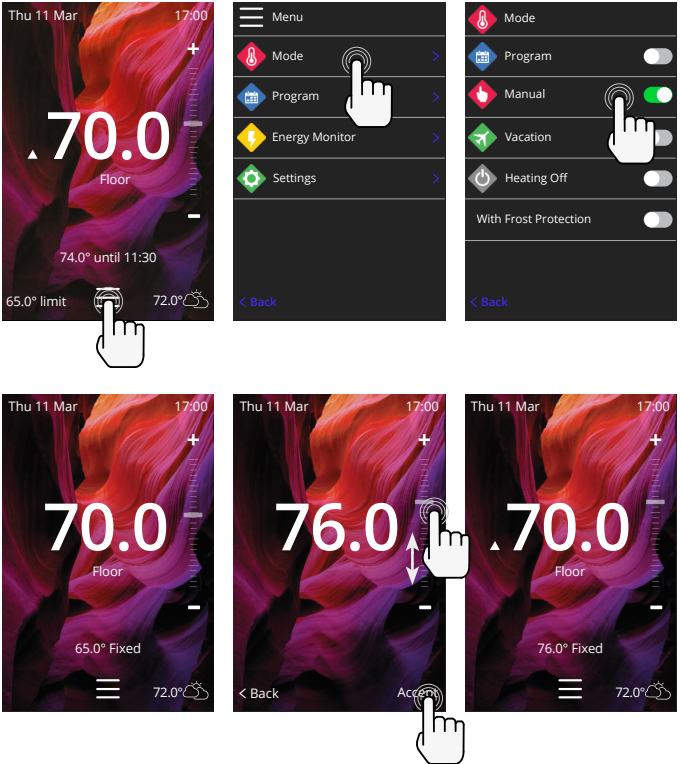 Thu 11 Mar 17:00
+
70.0
Floor
-
74.0° until 11:30
65.0° limit 72.0°
Menu
Mode >
Program >
Energy Monitor >
Settings >
< Back
Mode
Program
Manual
Vacation
Heating Off
With Frost Protection
< Back
Thu 11 Mar 17:00
+
70.0
Floor
-
65.0° Fixed
72.0°
Thu 11 Mar 17:00
+
76.0
-
< Back Accept
Thu 11 Mar 17:00
+
70.0
Floor
-
76.0° Fixed
72.0°